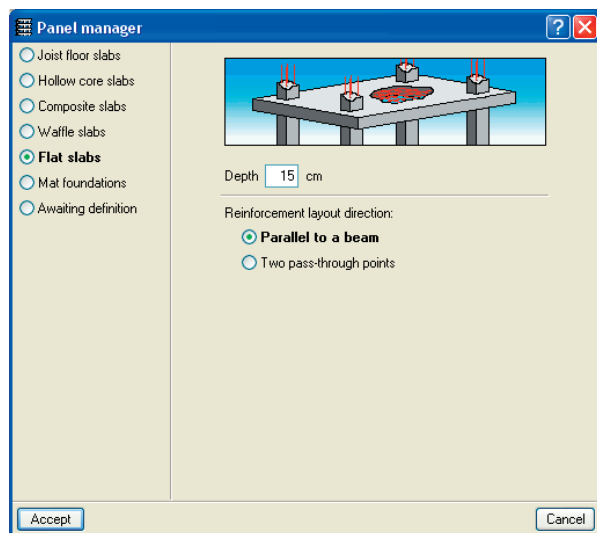 Panel manager
Joist floor slabs
Hollow core slabs
Composite slabs
Waffle slabs
Flat slabs
Mat foundations
Awaiting definition
Depth 15 cm
Reinforcement layout direction:
Parallel to a beam
Two pass-through points
Accept
Cancel